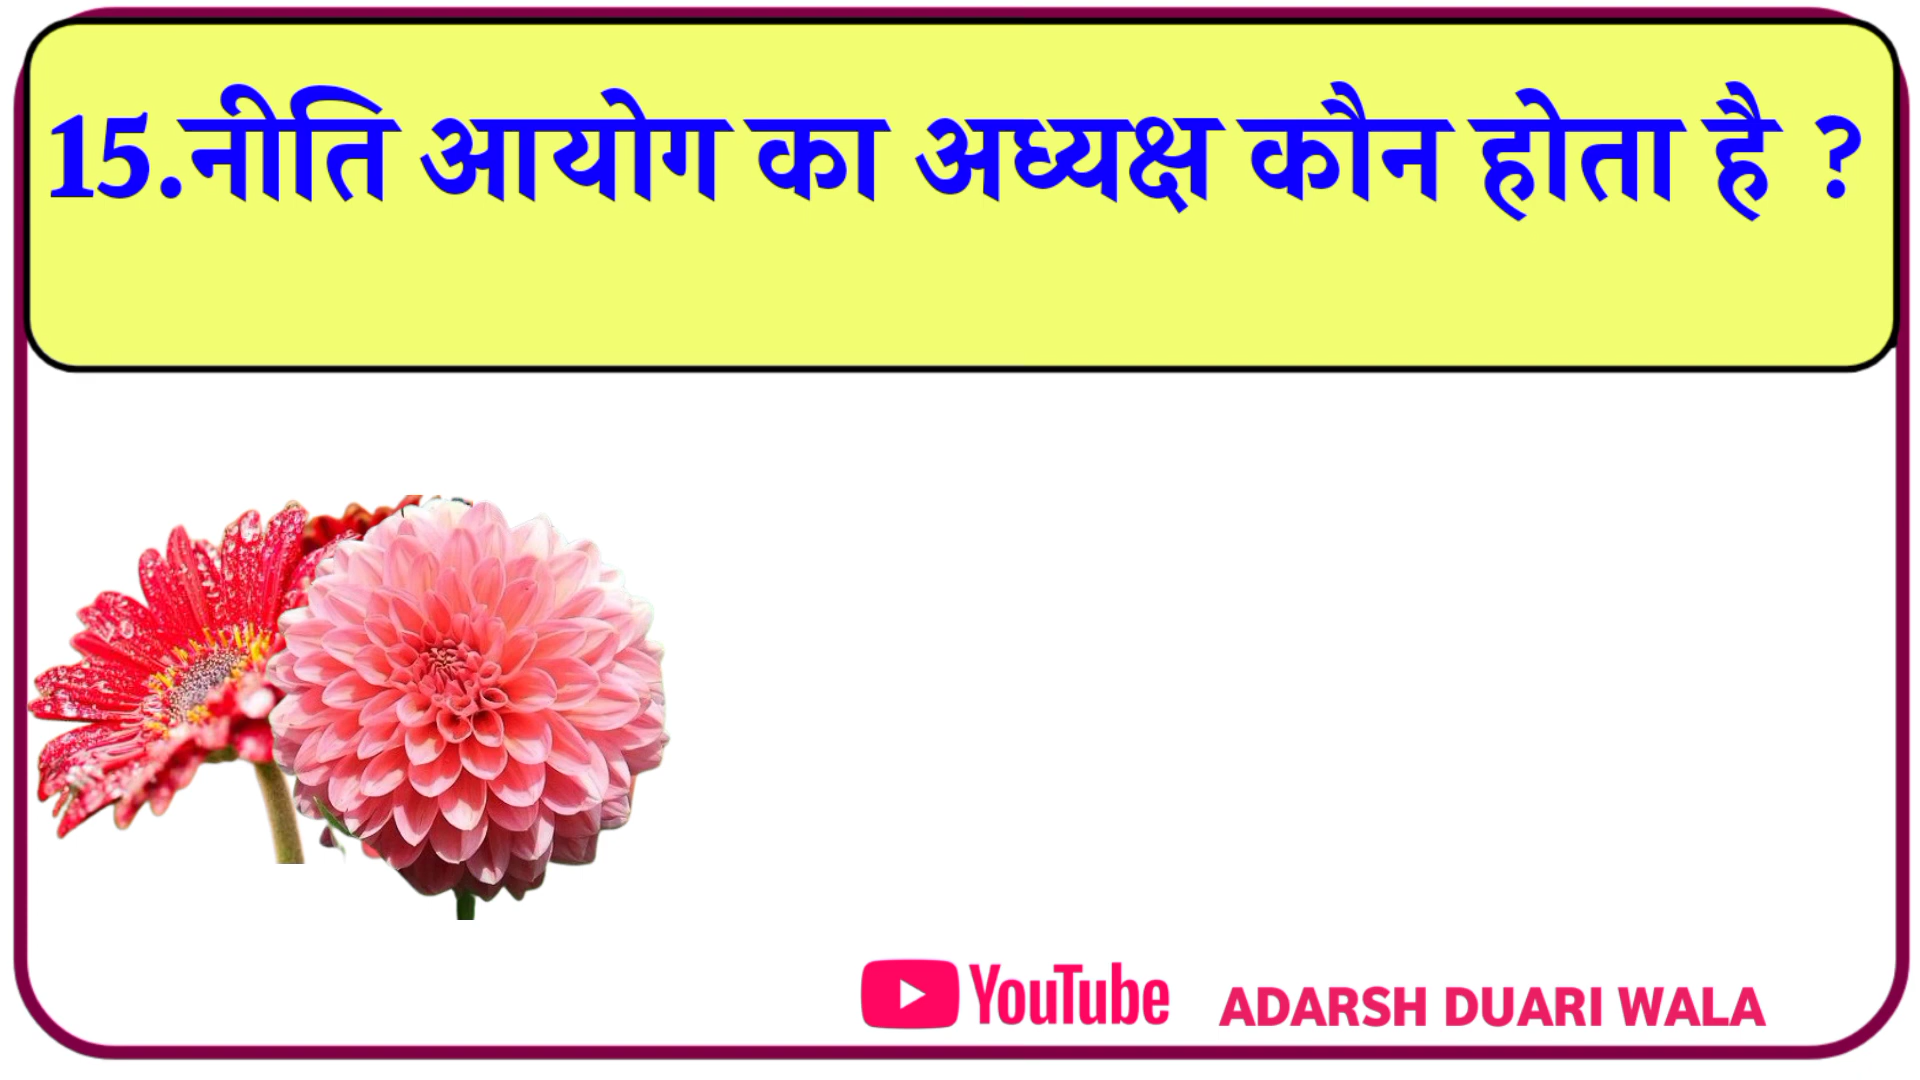 15.नीति आयोग का अध्यक्ष कौन होता है ?
YouTube ADARSH DUARI WALA